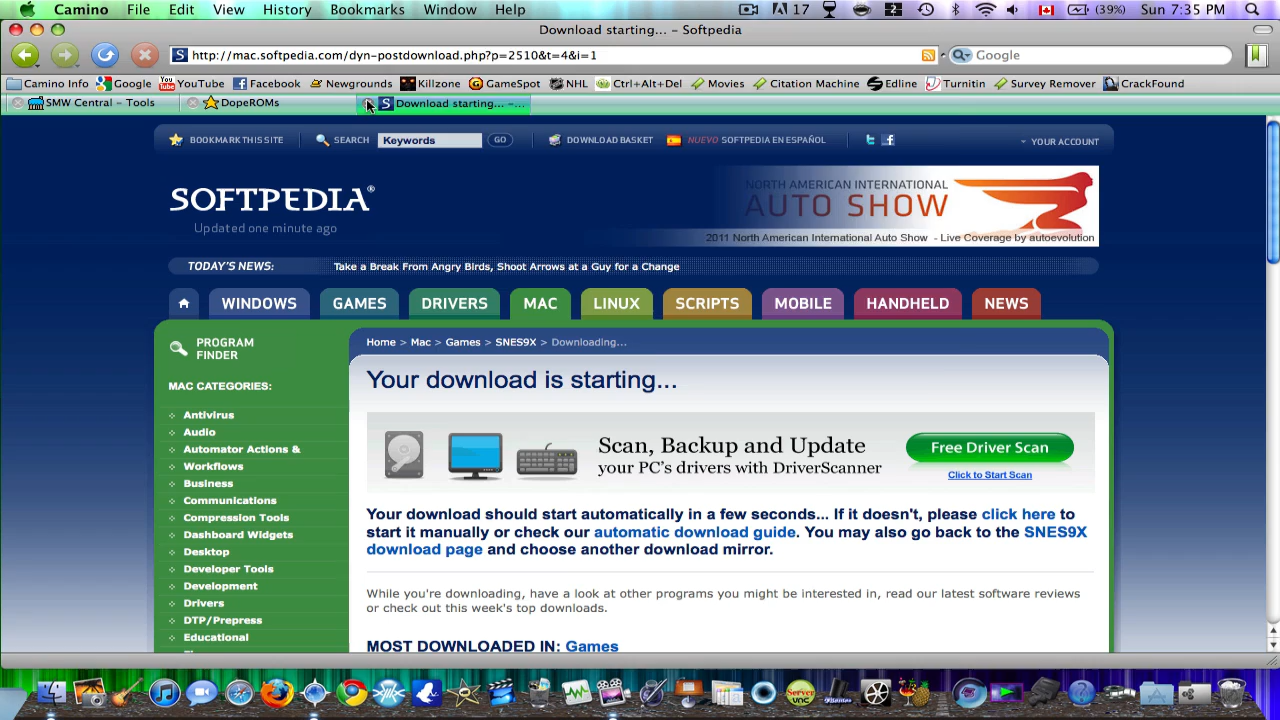 Camino File Edit View History Bookmarks Window Help 17 2 (39%) Sun 7:35 PM
Download starting... – Softpedia
S http://mac.softpedia.com/dyn-postdownload.php?p=2510&t=4&i=1 Google
Camino Info Google YouTube Facebook Newgrounds Killzone GameSpot NHL Ctrl+Alt+Del Movies Citation Machine Edline Turnitin Survey Remover CrackFound
SMW Central – Tools DopeROMs S Download starting... –...
BOOKMARK THIS SITE SEARCH Keywords GO DOWNLOAD BASKET NUEVO SOFTPEDIA EN ESPAÑOL YOUR ACCOUNT
SOFTPEDIA®
Updated one minute ago
NORTH AMERICAN INTERNATIONAL
AUTO SHOW
2011 North American International Auto Show - Live Coverage by autoevolution
TODAY'S NEWS: Take a Break From Angry Birds, Shoot Arrows at a Guy for a Change
WINDOWS GAMES DRIVERS MAC LINUX SCRIPTS MOBILE HANDHELD NEWS
PROGRAM
FINDER
MAC CATEGORIES:
Antivirus
Audio
Automator Actions &
Workflows
Business
Communications
Compression Tools
Dashboard Widgets
Desktop
Developer Tools
Development
Drivers
DTP/Prepress
Educational
Home > Mac > Games > SNES9X > Downloading...
Your download is starting...
Scan, Backup and Update
your PC's drivers with DriverScanner
Free Driver Scan
Click to Start Scan
Your download should start automatically in a few seconds... If it doesn't, please click here to
start it manually or check our automatic download guide. You may also go back to the SNES9X
download page and choose another download mirror.
While you're downloading, have a look at other programs you might be interested in, read our latest software reviews
or check out this week's top downloads.
MOST DOWNLOADED IN: Games
Server
VNC